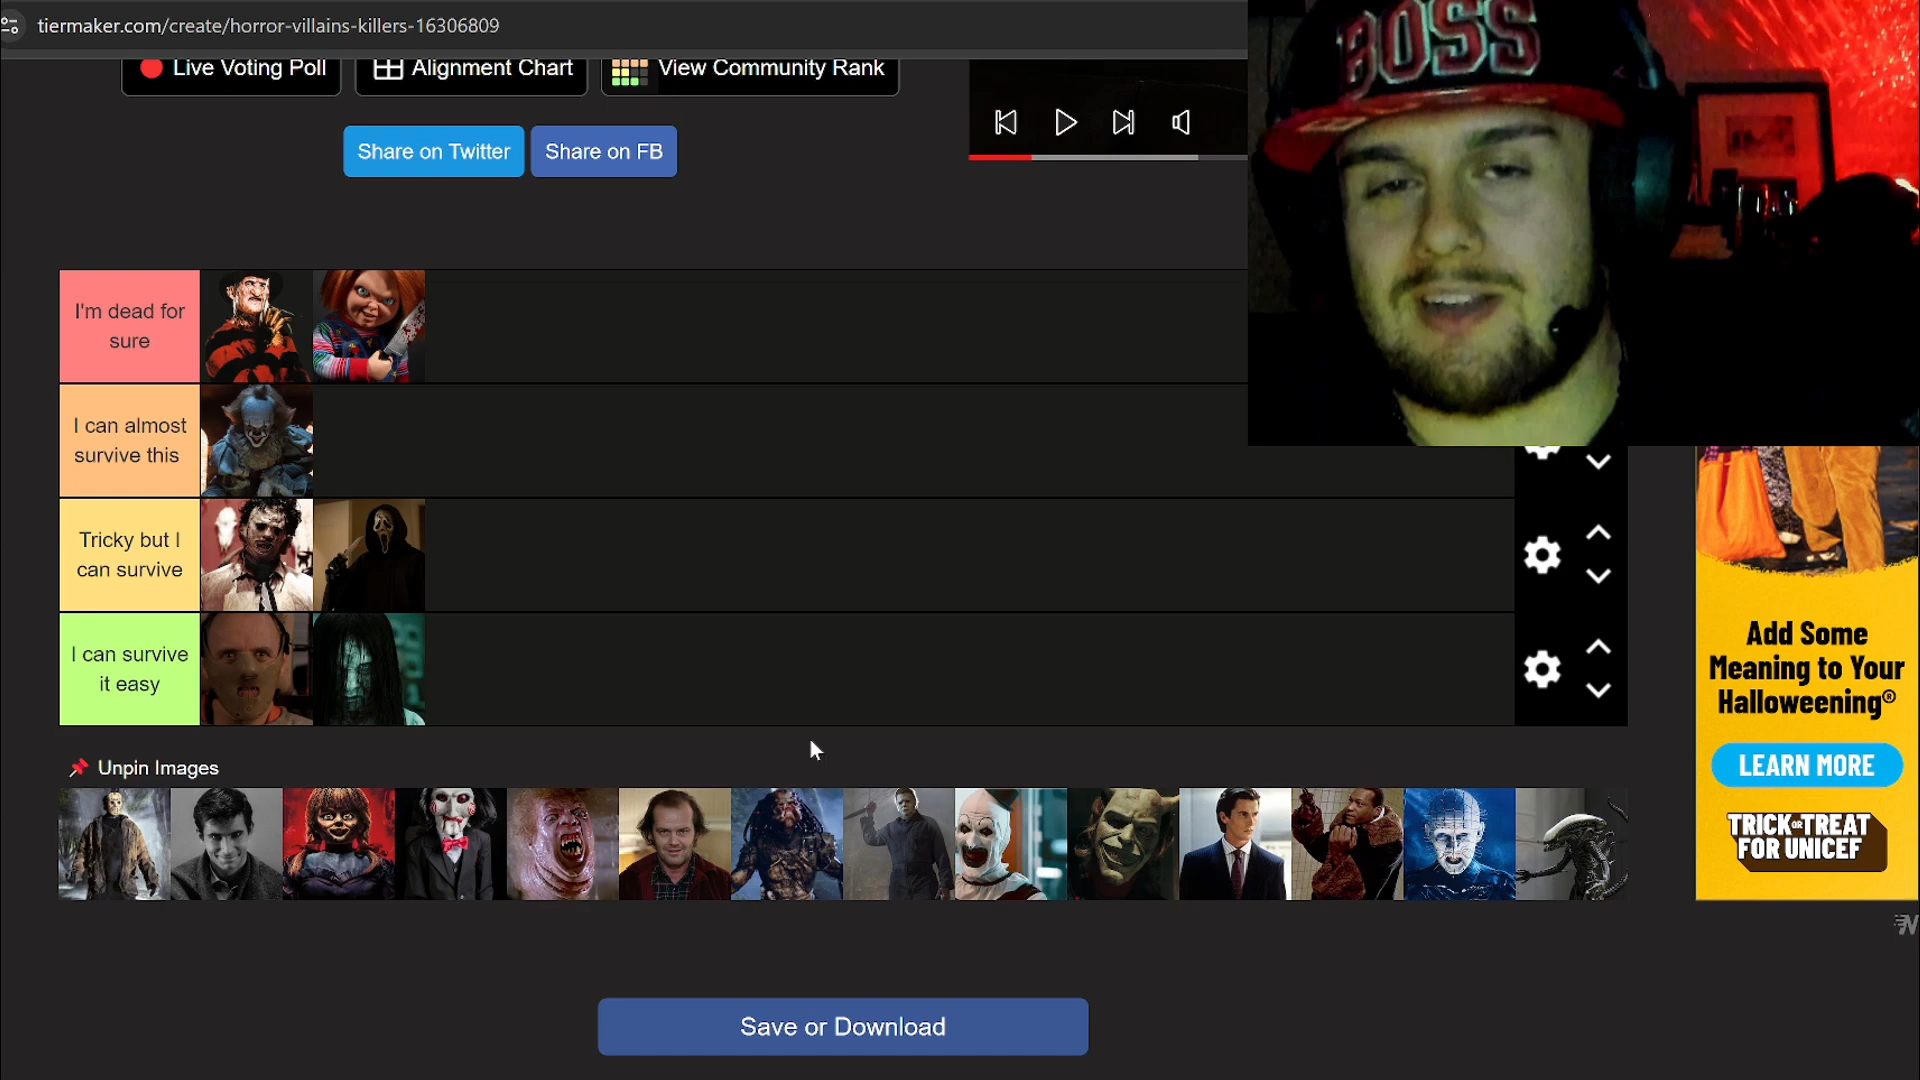 tiermaker.com/create/horror-villains-killers-16306809
BOSS
Live Voting Poll
Alignment Chart
View Community Rank
Share on Twitter
Share on FB
I'm dead for
sure
I can almost
survive this
Tricky but I
can survive
I can survive
it easy
Unpin Images
Add Some
Meaning to Your
Halloweening®
LEARN MORE
TRICK OR TREAT
FOR UNICEF
Save or Download